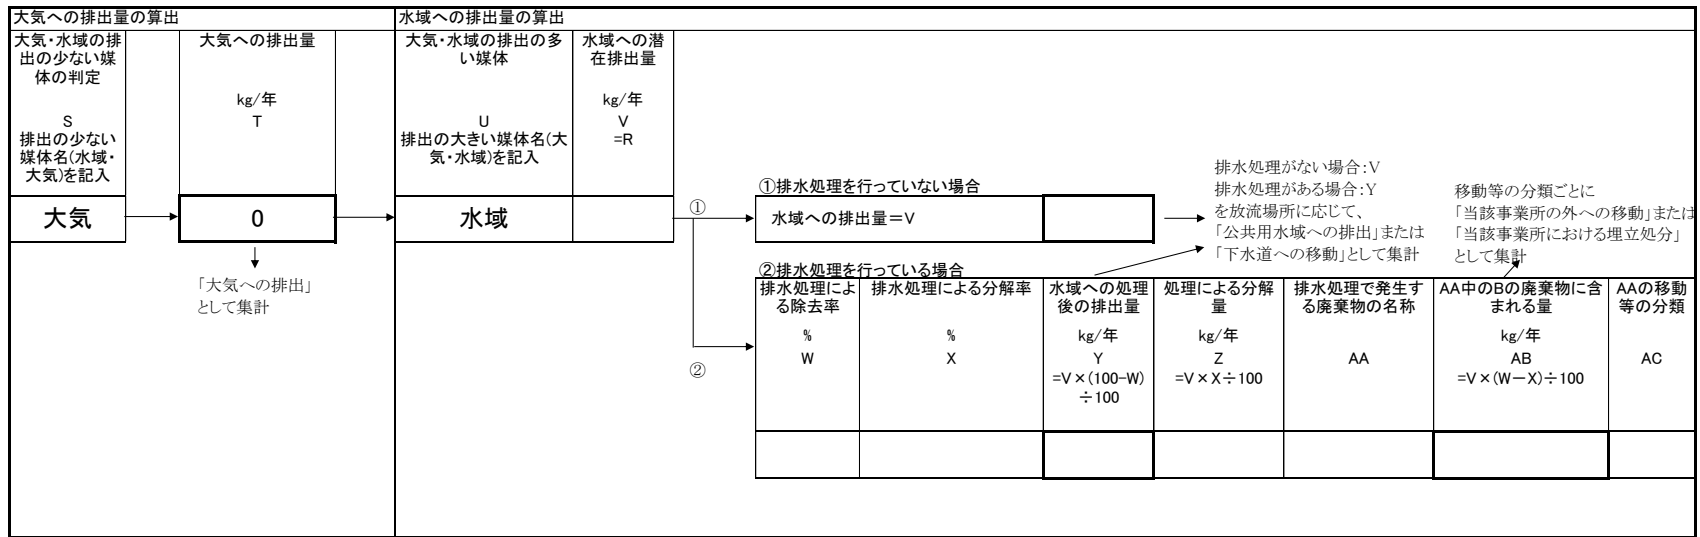 大気への排出量の算出
水域への排出量の算出
大気・水域の排
出の少ない媒
体の判定
S
排出の少ない
媒体名(水域・
大気)を記入
大気
大気への排出量
kg/年
T
0
「大気への排出」
として集計
大気・水域の排出の多
い媒体
U
排出の大きい媒体名(大
気・水域)を記入
水域
水域への潜
在排出量
kg/年
V
=R
①
②
①排水処理を行っていない場合
水域への排出量=V
排水処理がない場合:V
排水処理がある場合:Y
を放流場所に応じて、
「公共用水域への排出」または
「下水道への移動」として集計
移動等の分類ごとに
「当該事業所の外への移動」または
「当該事業所における埋立処分」
として集計
②排水処理を行っている場合
排水処理によ
る除去率
%
W
排水処理による分解率
%
X
水域への処理
後の排出量
kg/年
Y
=V×(100-W)
÷100
処理による分解
量
kg/年
Z
=V×X÷100
排水処理で発生す
る廃棄物の名称
AA
AA中のBの廃棄物に含
まれる量
kg/年
AB
=V×(W-X)÷100
AAの移動
等の分類
AC